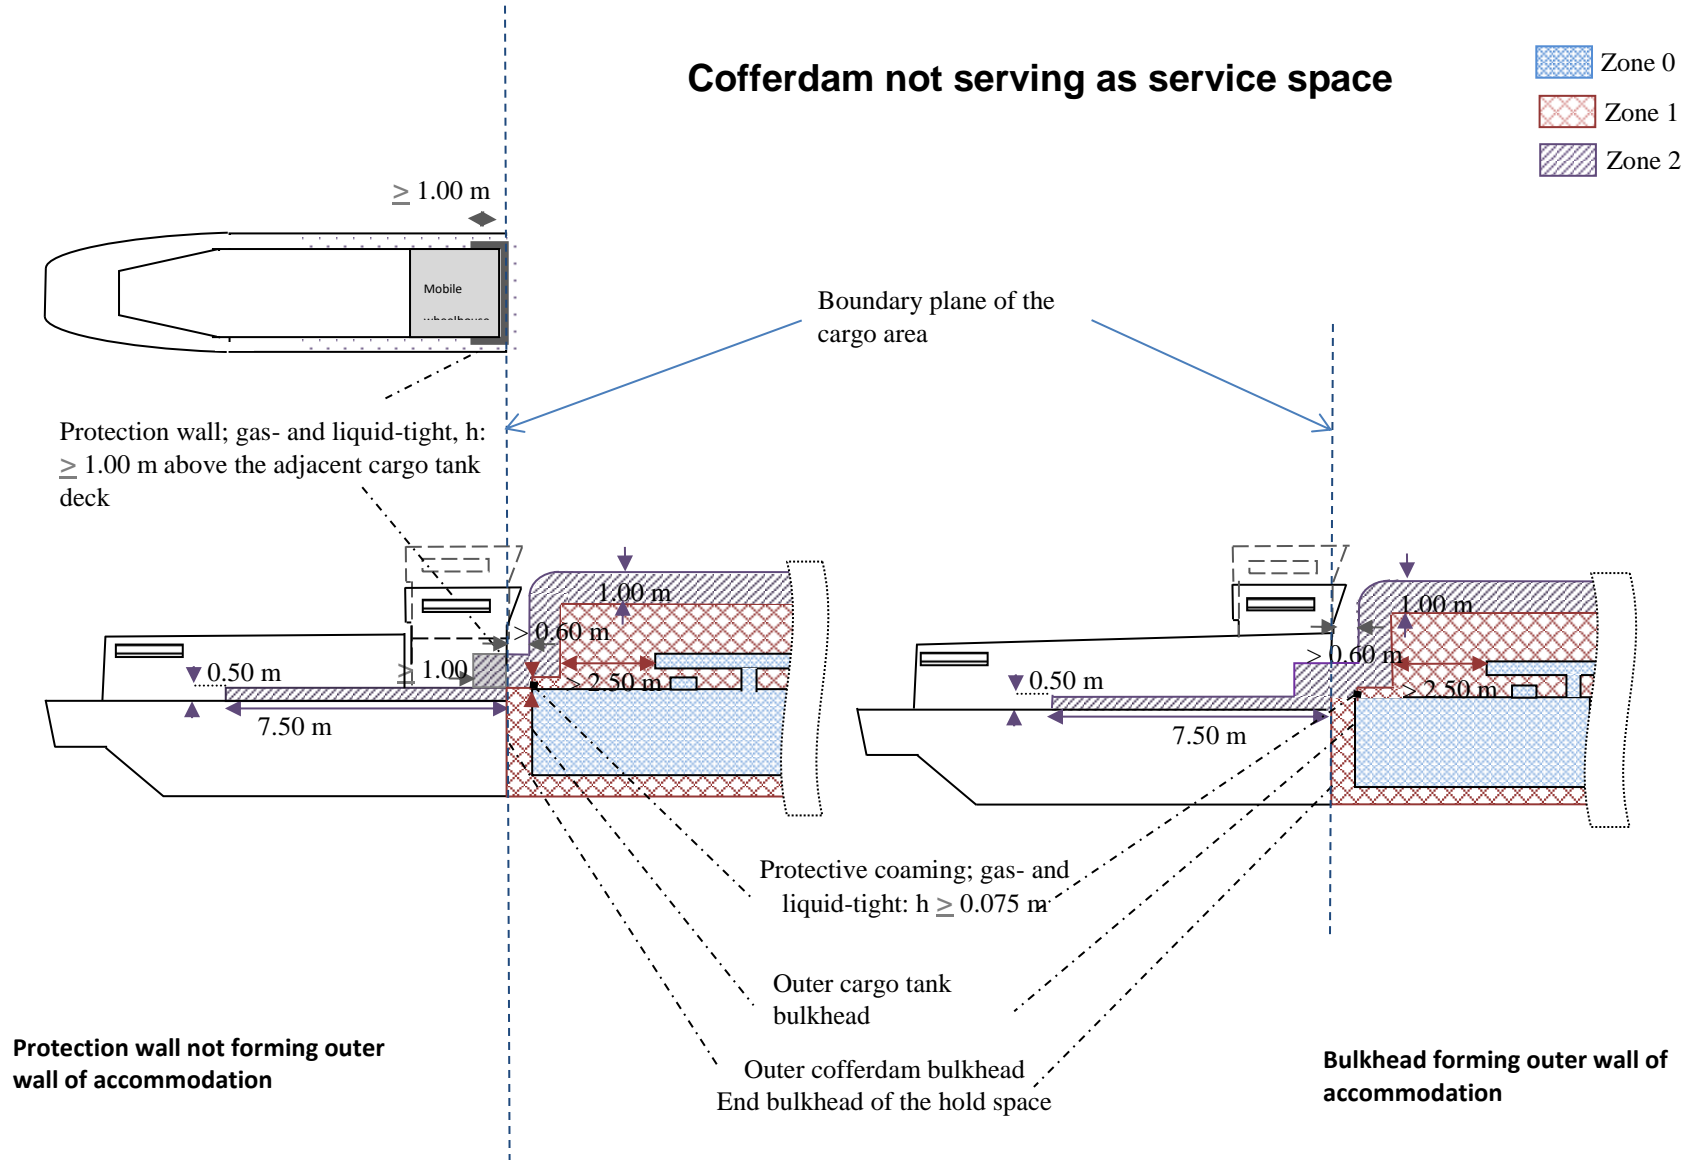 Cofferdam not serving as service space
Zone 0
Zone 1
Zone 2
≥ 1.00 m
Mobile
wheelhouse
Boundary plane of the
cargo area
Protection wall; gas- and liquid-tight, h:
≥ 1.00 m above the adjacent cargo tank
deck
1.00 m
> 0.60 m
≥ 1.00
0.50 m
> 2.50 m
7.50 m
1.00 m
> 0.60 m
0.50 m
> 2.50 m
7.50 m
Protective coaming; gas- and
liquid-tight: h ≥ 0.075 m
Outer cargo tank
bulkhead
Outer cofferdam bulkhead
End bulkhead of the hold space
Protection wall not forming outer
wall of accommodation
Bulkhead forming outer wall of
accommodation